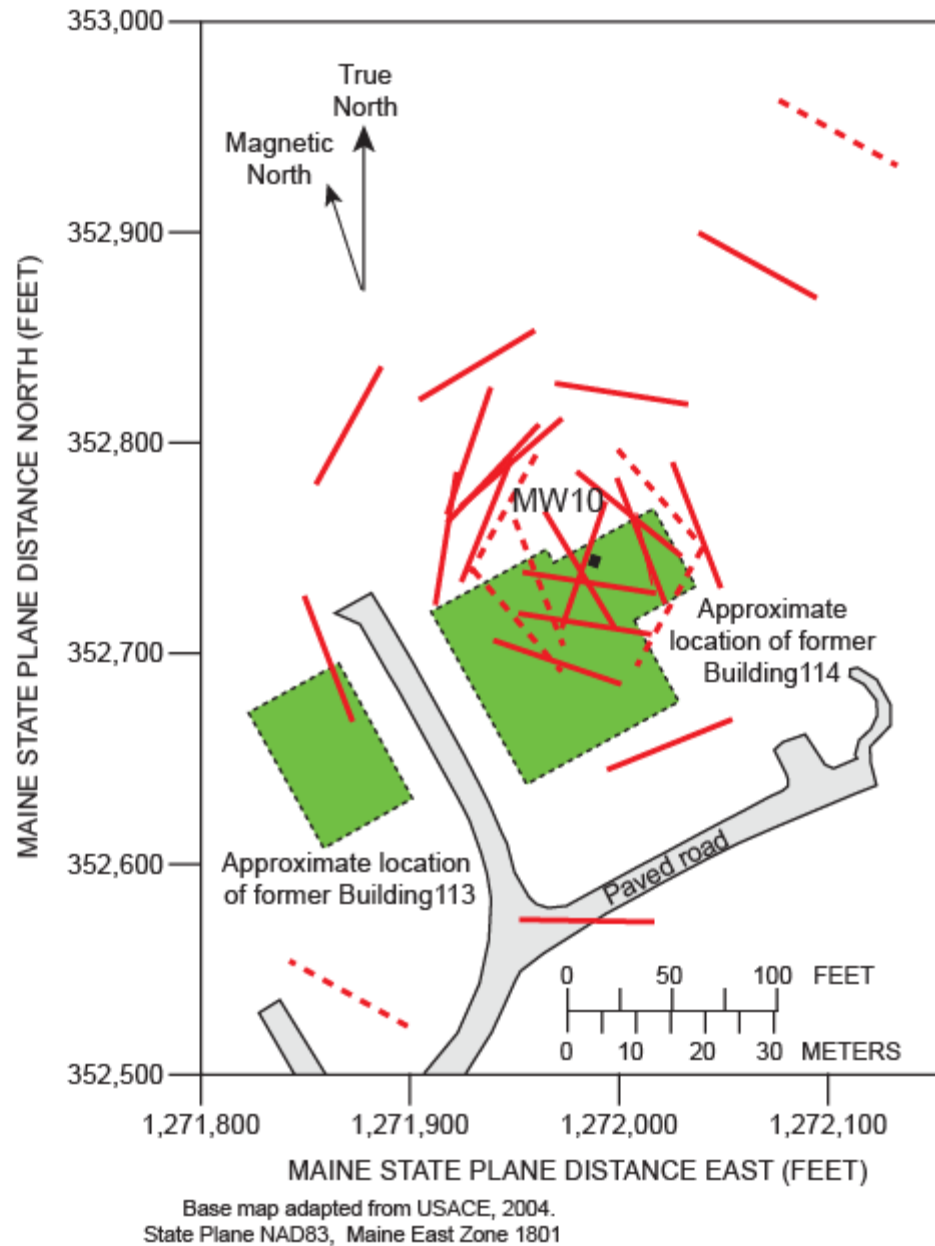 353,000
True
North
Magnetic
North
352,900
352,800
MW10
352,700
Approximate
location of former
Building114
352,600
Approximate location
of former Building113
Paved road
0 50 100 FEET
0 10 20 30 METERS
352,500
1,271,800 1,271,900 1,272,000 1,272,100
MAINE STATE PLANE DISTANCE NORTH (FEET)
MAINE STATE PLANE DISTANCE EAST (FEET)
Base map adapted from USACE, 2004.
State Plane NAD83, Maine East Zone 1801